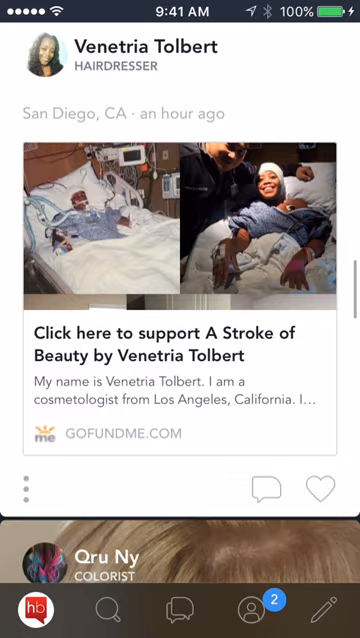 9:41 AM 100%
Venetria Tolbert
HAIRDRESSER
San Diego, CA · an hour ago
Click here to support A Stroke of
Beauty by Venetria Tolbert
My name is Venetria Tolbert. I am a
cosmetologist from Los Angeles, California. I...
me GOFUNDME.COM
Qru Ny
COLORIST
hb 2